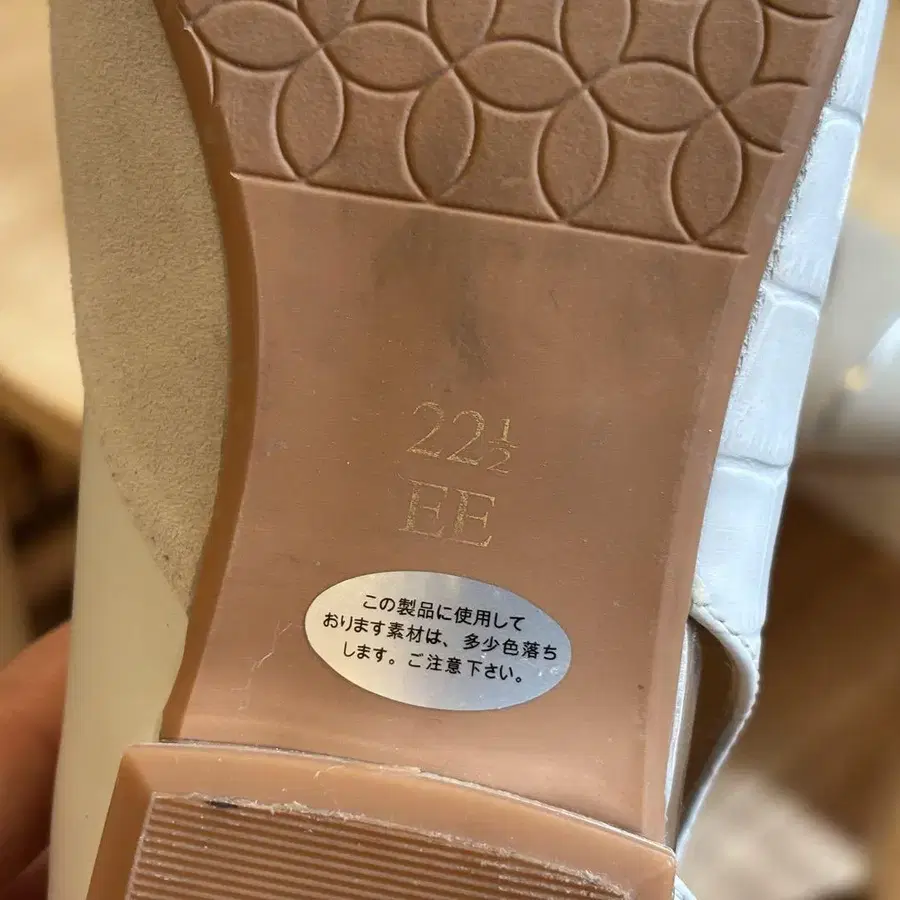 22½
EE
この製品に使用して
おります素材は、多少色落ち
します。ご注意下さい。